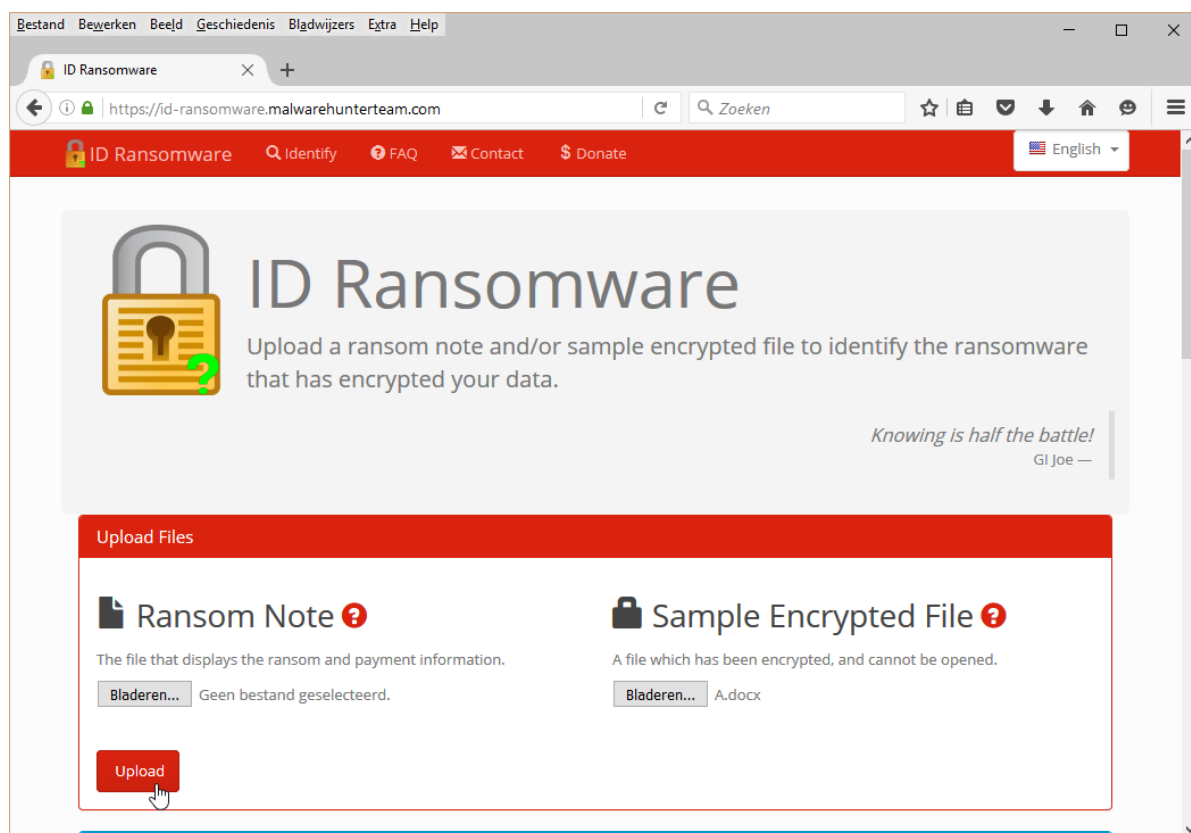 Bestand Bewerken Beeld Geschiedenis Bladwijzers Extra Help
ID Ransomware
https://id-ransomware.malwarehunterteam.com
Zoeken
ID Ransomware Identify FAQ Contact $ Donate English
ID Ransomware
Upload a ransom note and/or sample encrypted file to identify the ransomware
that has encrypted your data.
Knowing is half the battle!
GI Joe —
Upload Files
Ransom Note ?
The file that displays the ransom and payment information.
Bladeren... Geen bestand geselecteerd.
Sample Encrypted File ?
A file which has been encrypted, and cannot be opened.
Bladeren... A.docx
Upload